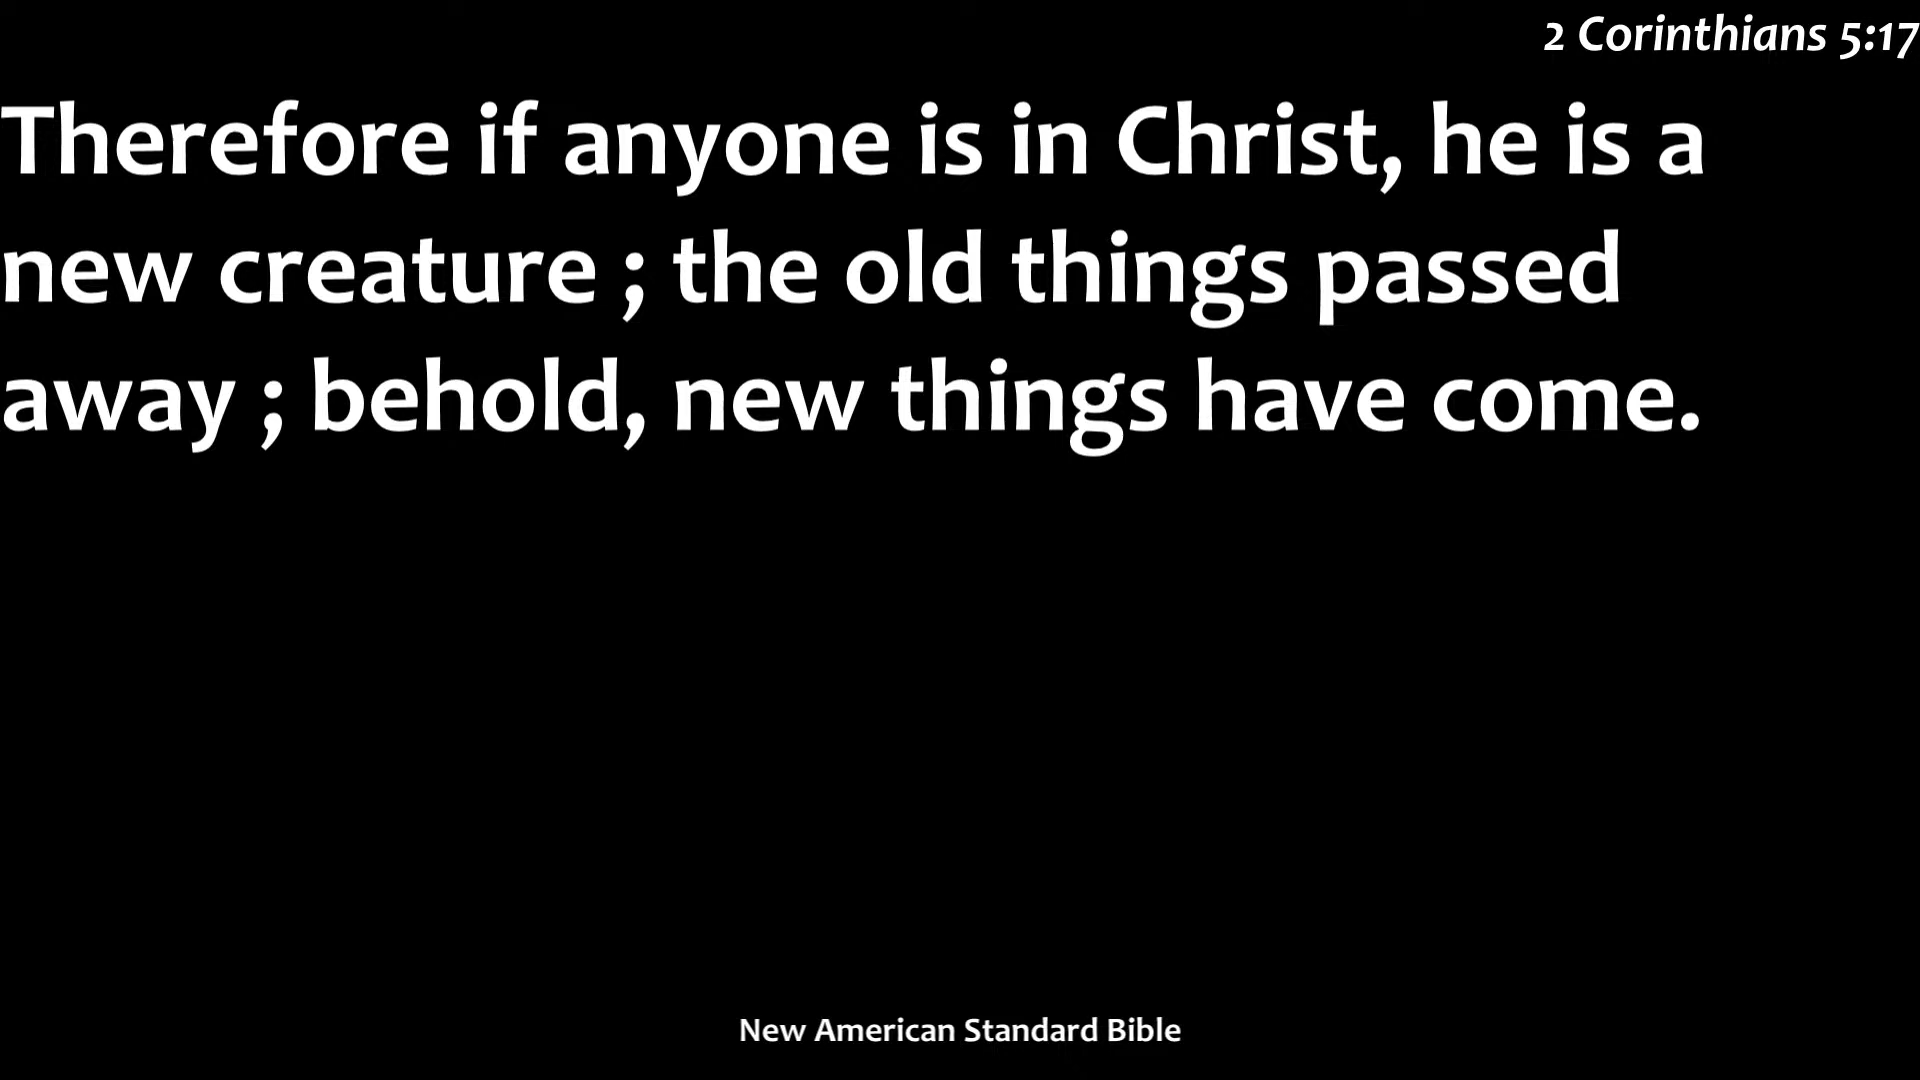 2 Corinthians 5:17
Therefore if anyone is in Christ, he is a
new creature ; the old things passed
away ; behold, new things have come.
New American Standard Bible